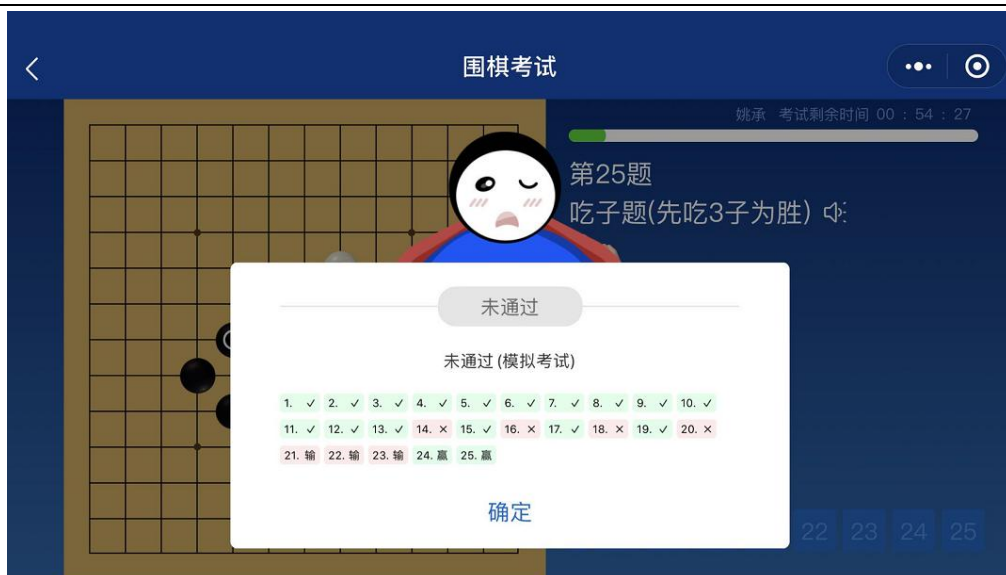 围棋考试
姚承 考试剩余时间 00 : 54 : 27
第25题
吃子题(先吃3子为胜)
未通过
未通过(模拟考试)
1. ✓ 2. ✓ 3. ✓ 4. ✓ 5. ✓ 6. ✓ 7. ✓ 8. ✓ 9. ✓ 10. ✓
11. ✓ 12. ✓ 13. ✓ 14. × 15. ✓ 16. × 17. ✓ 18. × 19. ✓ 20. ×
21. 输 22. 输 23. 输 24. 赢 25. 赢
确定
22 23 24 25